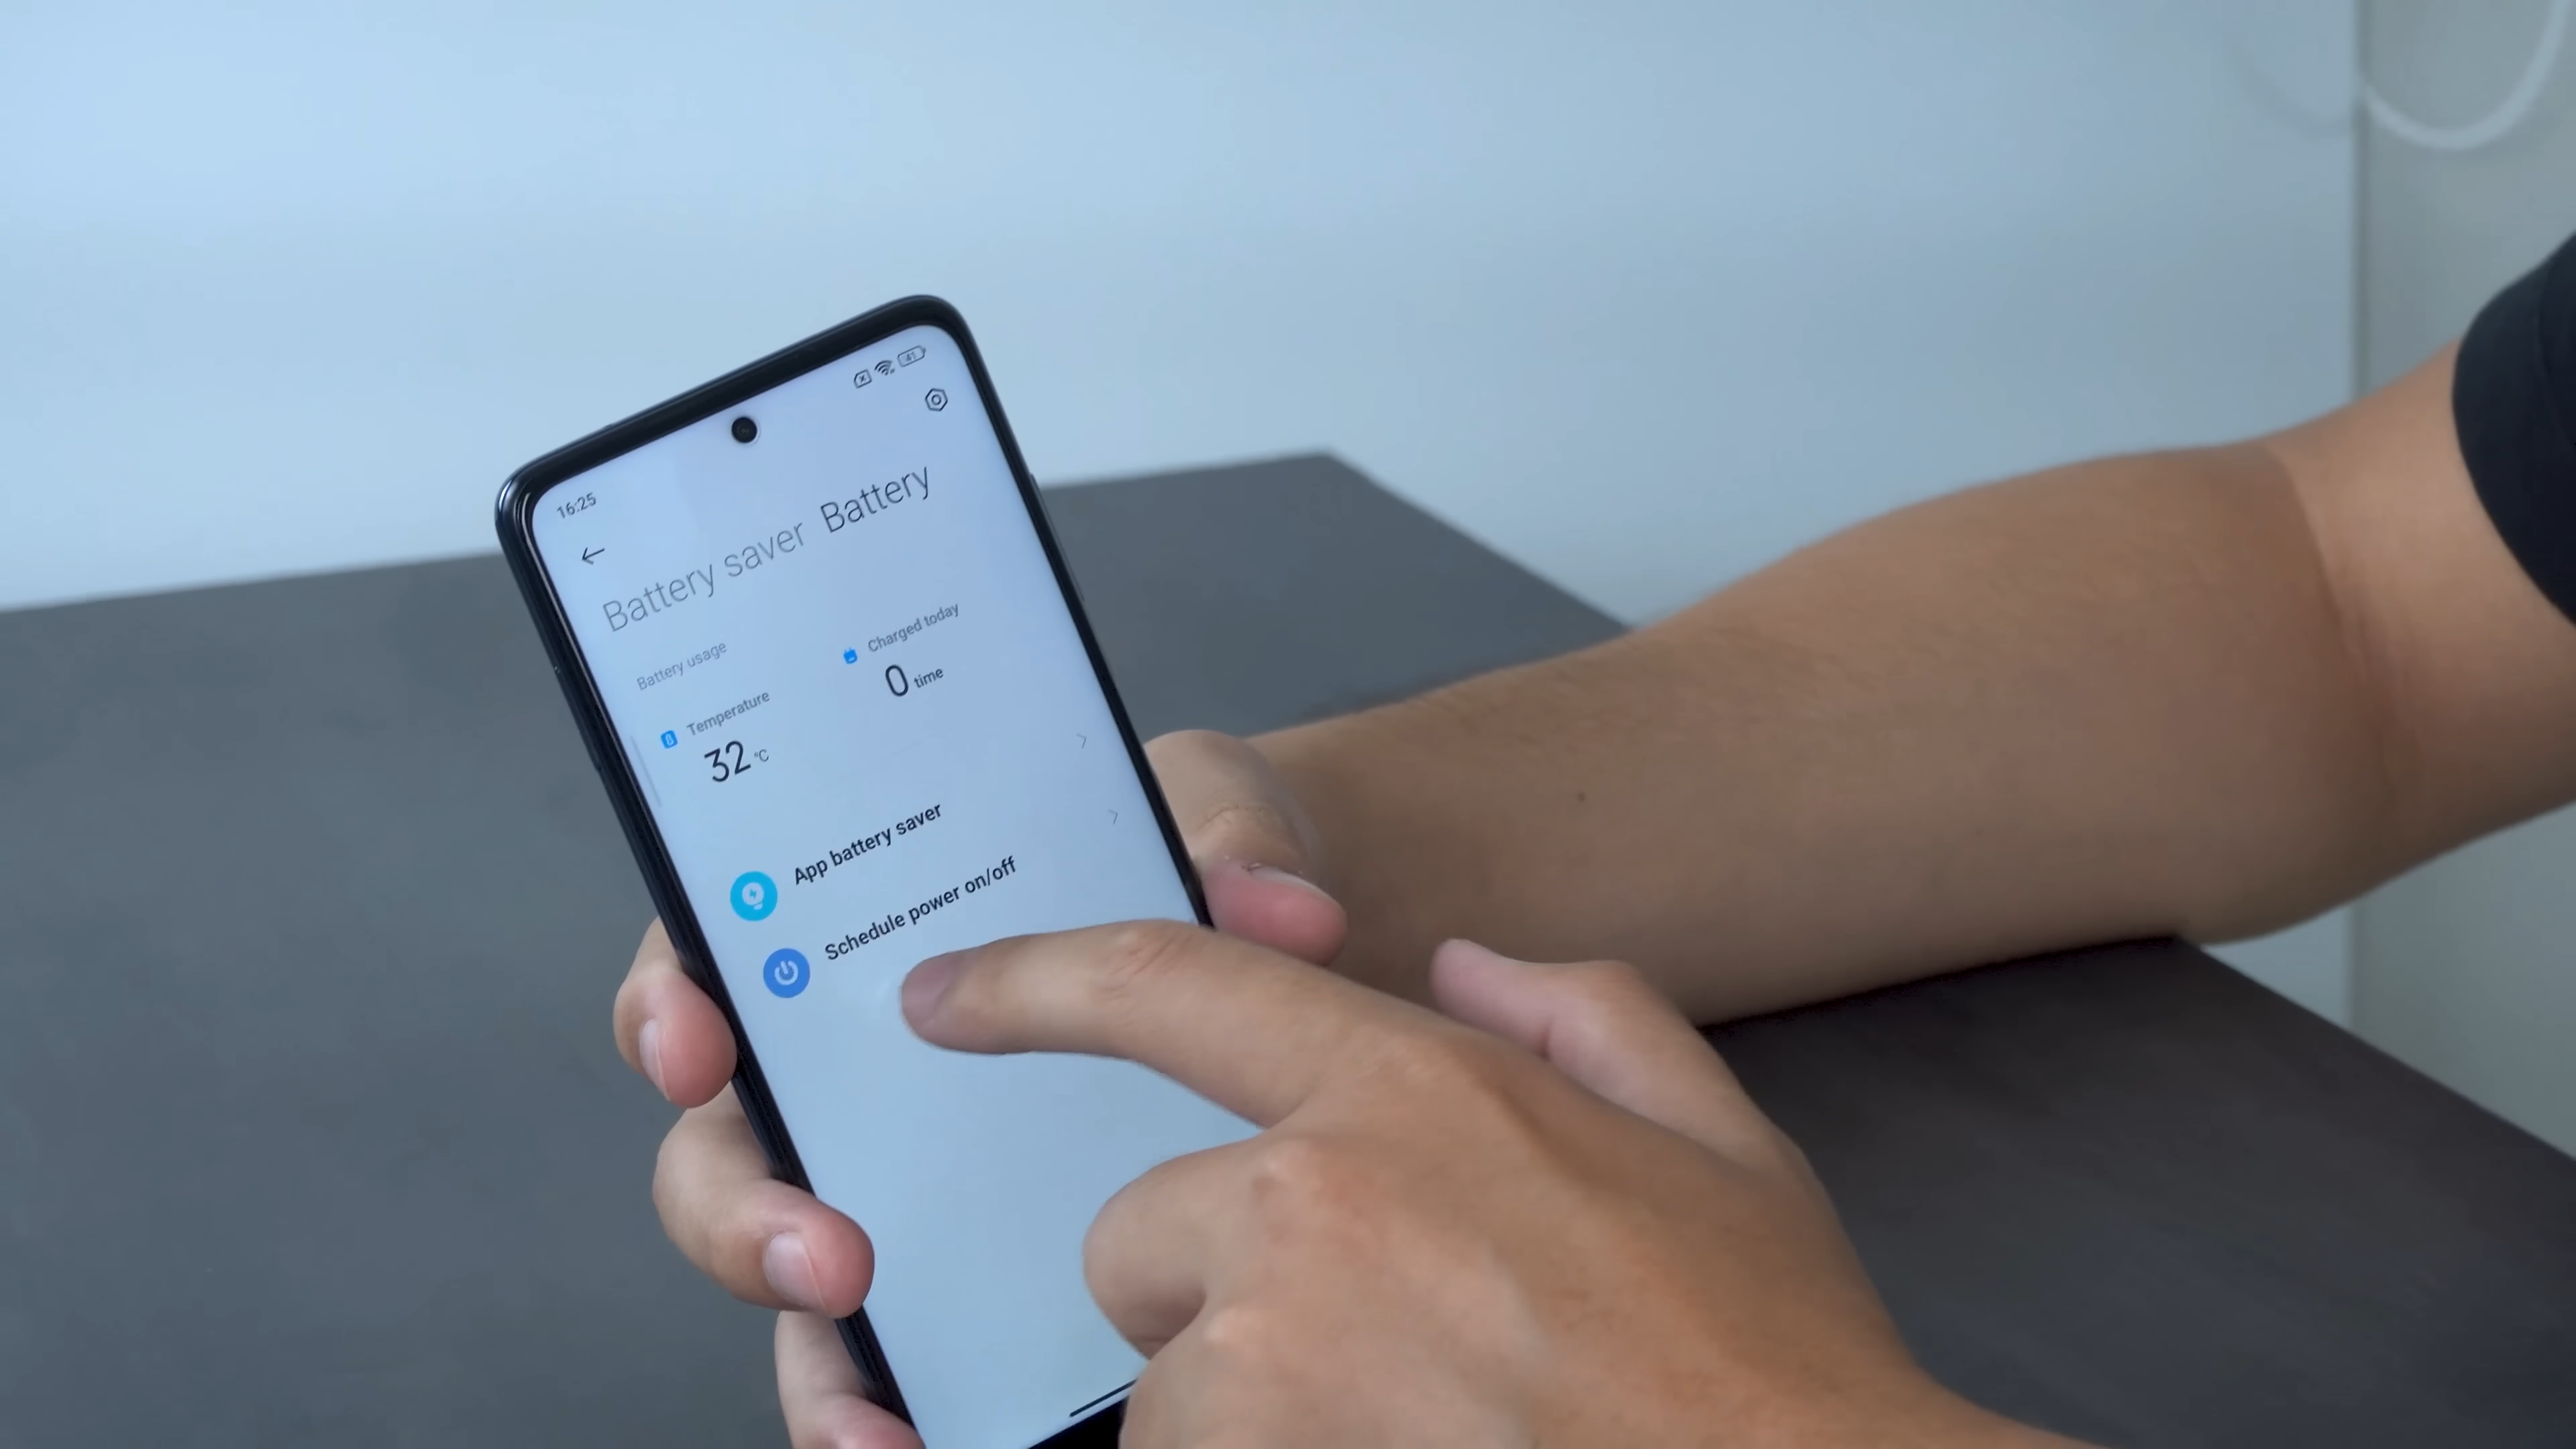 16:25
41
Battery saver Battery
Battery usage
Temperature
32 °C
Charged today
0 time
App battery saver
Schedule power on/off